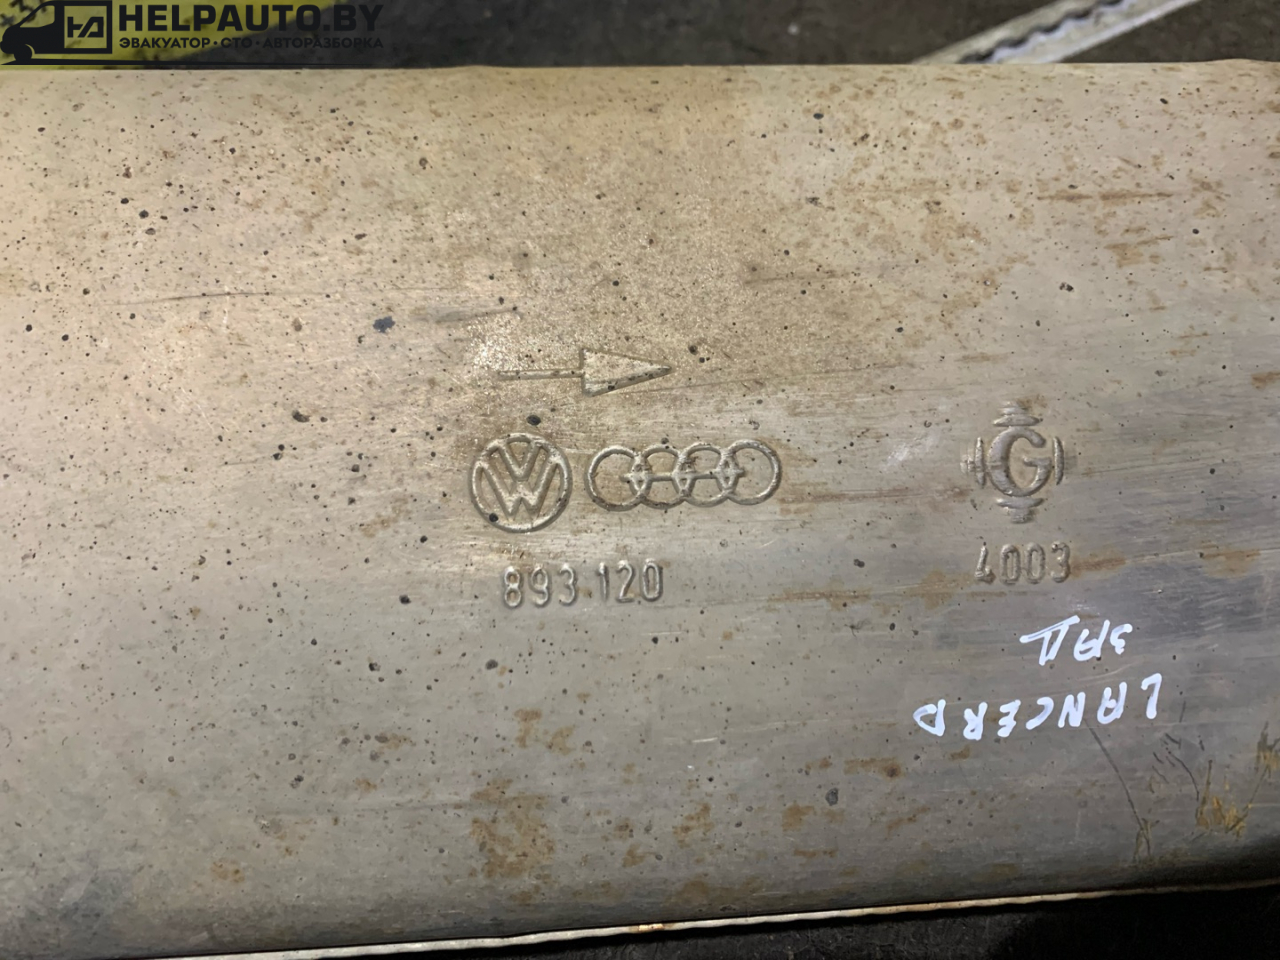 HELPAUTO.BY
ЭВАКУАТОР·СТО·АВТОРАЗБОРКА
G
893 120
4003
LANCER D
ЗАД